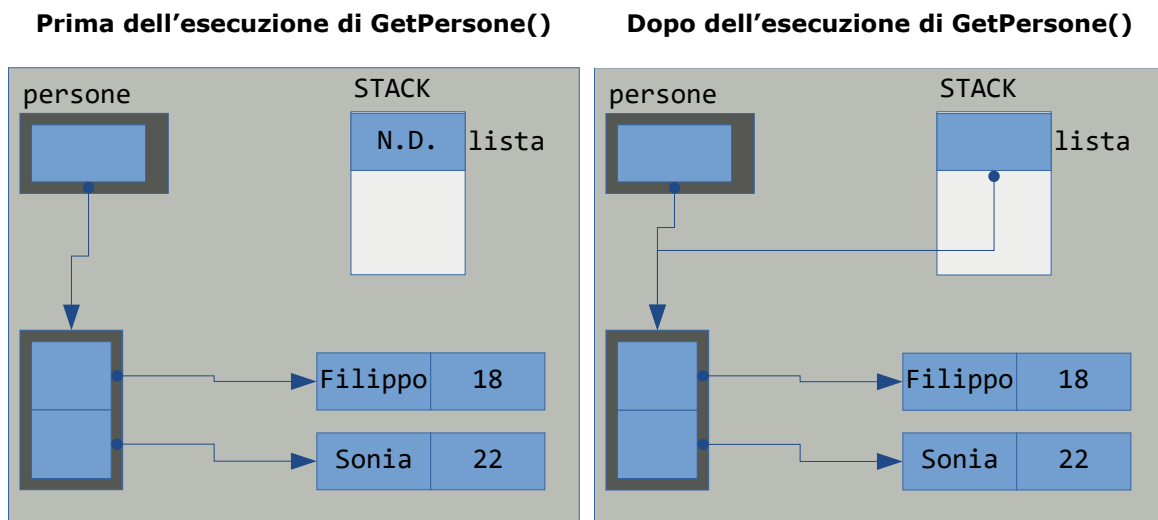 Prima dell’esecuzione di GetPersone()
persone
STACK
N.D.
lista
Filippo 18
Sonia 22
Dopo dell’esecuzione di GetPersone()
persone
STACK
lista
Filippo 18
Sonia 22